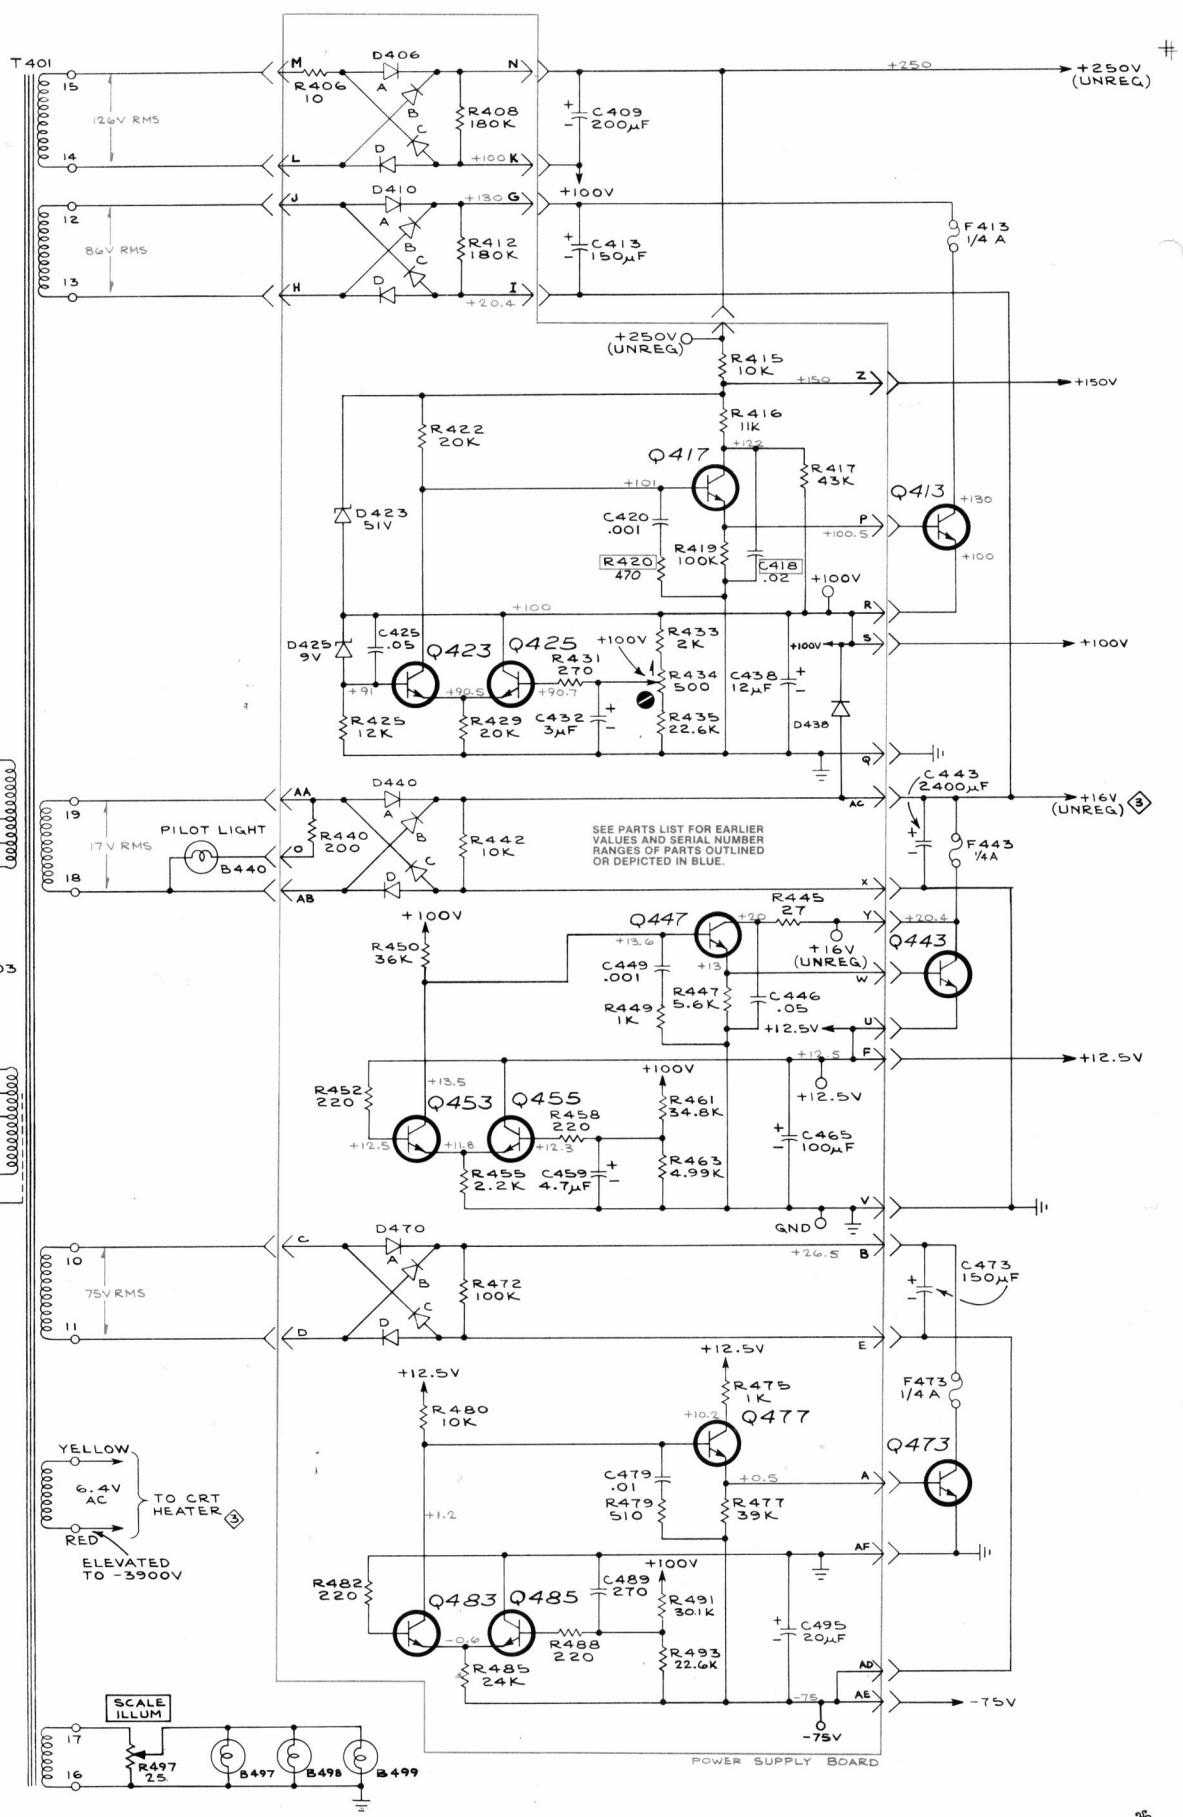 T401
15
126V RMS
14
M
R406
10
D406
A
B
C
D
N
R408
180K
L
+100 K
C409
200µF
+100V
+250
+250V
(UNREG)
#
12
86V RMS
13
J
D410
A
B
C
D
+130 G
R412
180K
H
I
+20.4
C413
150µF
F413
1/4 A
+250V
(UNREG)
R415
10K
+150
Z
+150V
R422
20K
R416
11K
+122
Q417
+101
R417
43K
Q413
+130
D423
51V
C420
.001
P
+100.5
R420
470
R419
100K
C418
.02
+100
+100V
+100
R
D425
9V
C425
.05
Q423
Q425
R431
270
+100V
R433
2K
+100V
S
+100V
R434
500
C438
12µF
+91
+90.5
+90.7
R425
12K
R429
20K
C432
3µF
R435
22.6K
D438
Q
19
17V RMS
18
AA
D440
A
B
C
D
PILOT LIGHT
B440
O
R440
200
R442
10K
AB
SEE PARTS LIST FOR EARLIER
VALUES AND SERIAL NUMBER
RANGES OF PARTS OUTLINED
OR DEPICTED IN BLUE.
AC
C443
2400µF
+16V
(UNREG) 3
F443
1/4A
X
+100V
R450
36K
Q447
+13.6
+20
R445
27
Y
+20.4
+16V
(UNREG)
Q443
C449
.001
+13
W
R449
1K
R447
5.6K
C446
.05
+12.5V
U
+12.5
F
+12.5V
R452
220
+13.5
Q453
Q455
R458
220
+100V
R461
34.8K
+12.5V
+12.5
+11.8
+12.3
C465
100µF
R455
2.2K
C459
4.7µF
R463
4.99K
V
GND
10
75V RMS
11
C
D470
A
B
C
D
R472
100K
+26.5
B
C473
150µF
D
E
+12.5V
R480
10K
+12.5V
R475
1K
F473
1/4 A
+10.2
Q477
Q473
YELLOW
6.4V
AC
TO CRT
HEATER 3
RED
ELEVATED
TO -3900V
C479
.01
+0.5
A
R479
510
R477
39K
+1.2
AF
R482
220
Q483
Q485
C489
270
+100V
R491
30.1K
-0.6
R488
220
R493
22.6K
C495
20µF
R485
24K
AD
-75
AE
-75V
-75V
SCALE
ILLUM
17
R497
25
16
B497
B498
B499
POWER SUPPLY BOARD